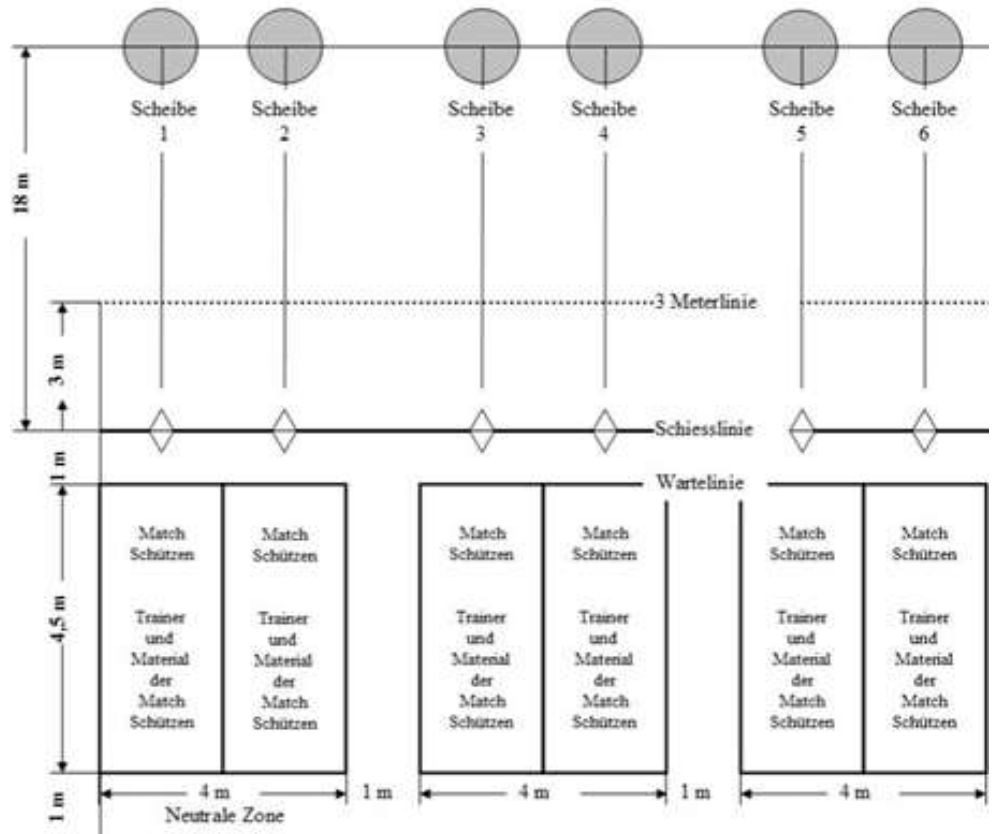 Scheibe 1
Scheibe 2
Scheibe 3
Scheibe 4
Scheibe 5
Scheibe 6
18 m
3 Meterlinie
3 m
Schiesslinie
1 m
Wartelinie
4,5 m
Match
Schützen
Trainer
und
Material
der
Match
Schützen
Match
Schützen
Trainer
und
Material
der
Match
Schützen
Match
Schützen
Trainer
und
Material
der
Match
Schützen
Match
Schützen
Trainer
und
Material
der
Match
Schützen
Match
Schützen
Trainer
und
Material
der
Match
Schützen
Match
Schützen
Trainer
und
Material
der
Match
Schützen
1 m
4 m
1 m
4 m
1 m
4 m
Neutrale Zone